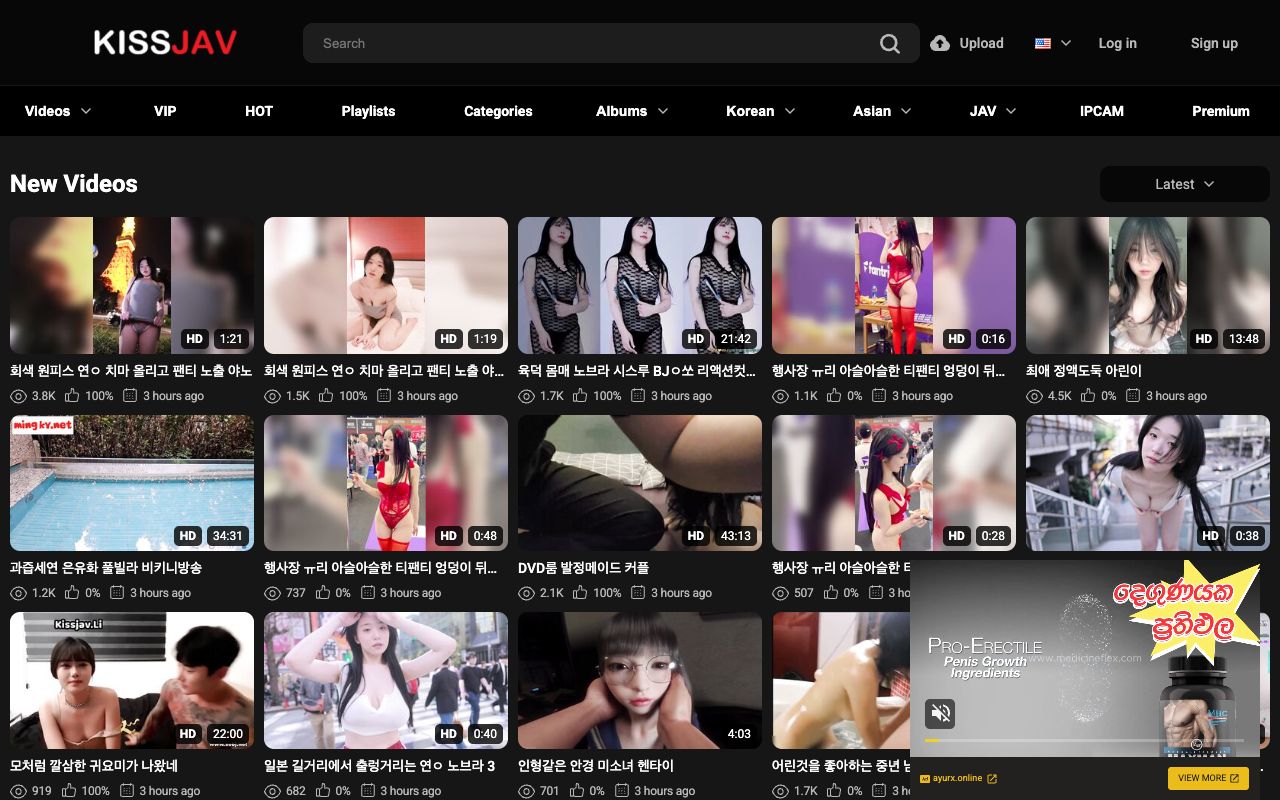 KISSJAV
Search
Upload
Log in
Sign up
Videos
VIP
HOT
Playlists
Categories
Albums
Korean
Asian
JAV
IPCAM
Premium
New Videos
Latest
HD 1:21
HD 1:19
HD 21:42
fantri
HD 0:16
HD 13:48
회색 원피스 연ㅇ 치마 올리고 팬티 노출 야노
회색 원피스 연ㅇ 치마 올리고 팬티 노출 야...
육덕 몸매 노브라 시스루 BJㅇ쏘 리액션컷...
행사장 ㅠ리 아슬아슬한 티팬티 엉덩이 뒤...
최애 정액도둑 아린이
3.8K 100% 3 hours ago
1.5K 100% 3 hours ago
1.7K 100% 3 hours ago
1.1K 0% 3 hours ago
4.5K 0% 3 hours ago
mingky.net
HD 34:31
HD 0:48
HD 43:13
HD 0:28
HD 0:38
과즙세연 은유화 풀빌라 비키니방송
행사장 ㅠ리 아슬아슬한 티팬티 엉덩이 뒤...
DVD룸 발정메이드 커플
행사장 ㅠ리 아슬아슬한 티
1.2K 0% 3 hours ago
737 0% 3 hours ago
2.1K 100% 3 hours ago
507 0% 3 h
Kissjav.Li
HD 22:00
HD 0:40
4:03
모처럼 깔삼한 귀요미가 나왔네
일본 길거리에서 출렁거리는 연ㅇ 노브라 3
인형같은 안경 미소녀 헨타이
어린것을 좋아하는 중년 남
919 100% 3 hours ago
682 0% 3 hours ago
701 0% 3 hours ago
1.7K 0% 3 h
දෙගුණයක
ප්‍රතිඵල
PRO-ERECTILE
Penis Growth
Ingredients
www.medicineflex.com
MHC
Ad ayurx.online
VIEW MORE